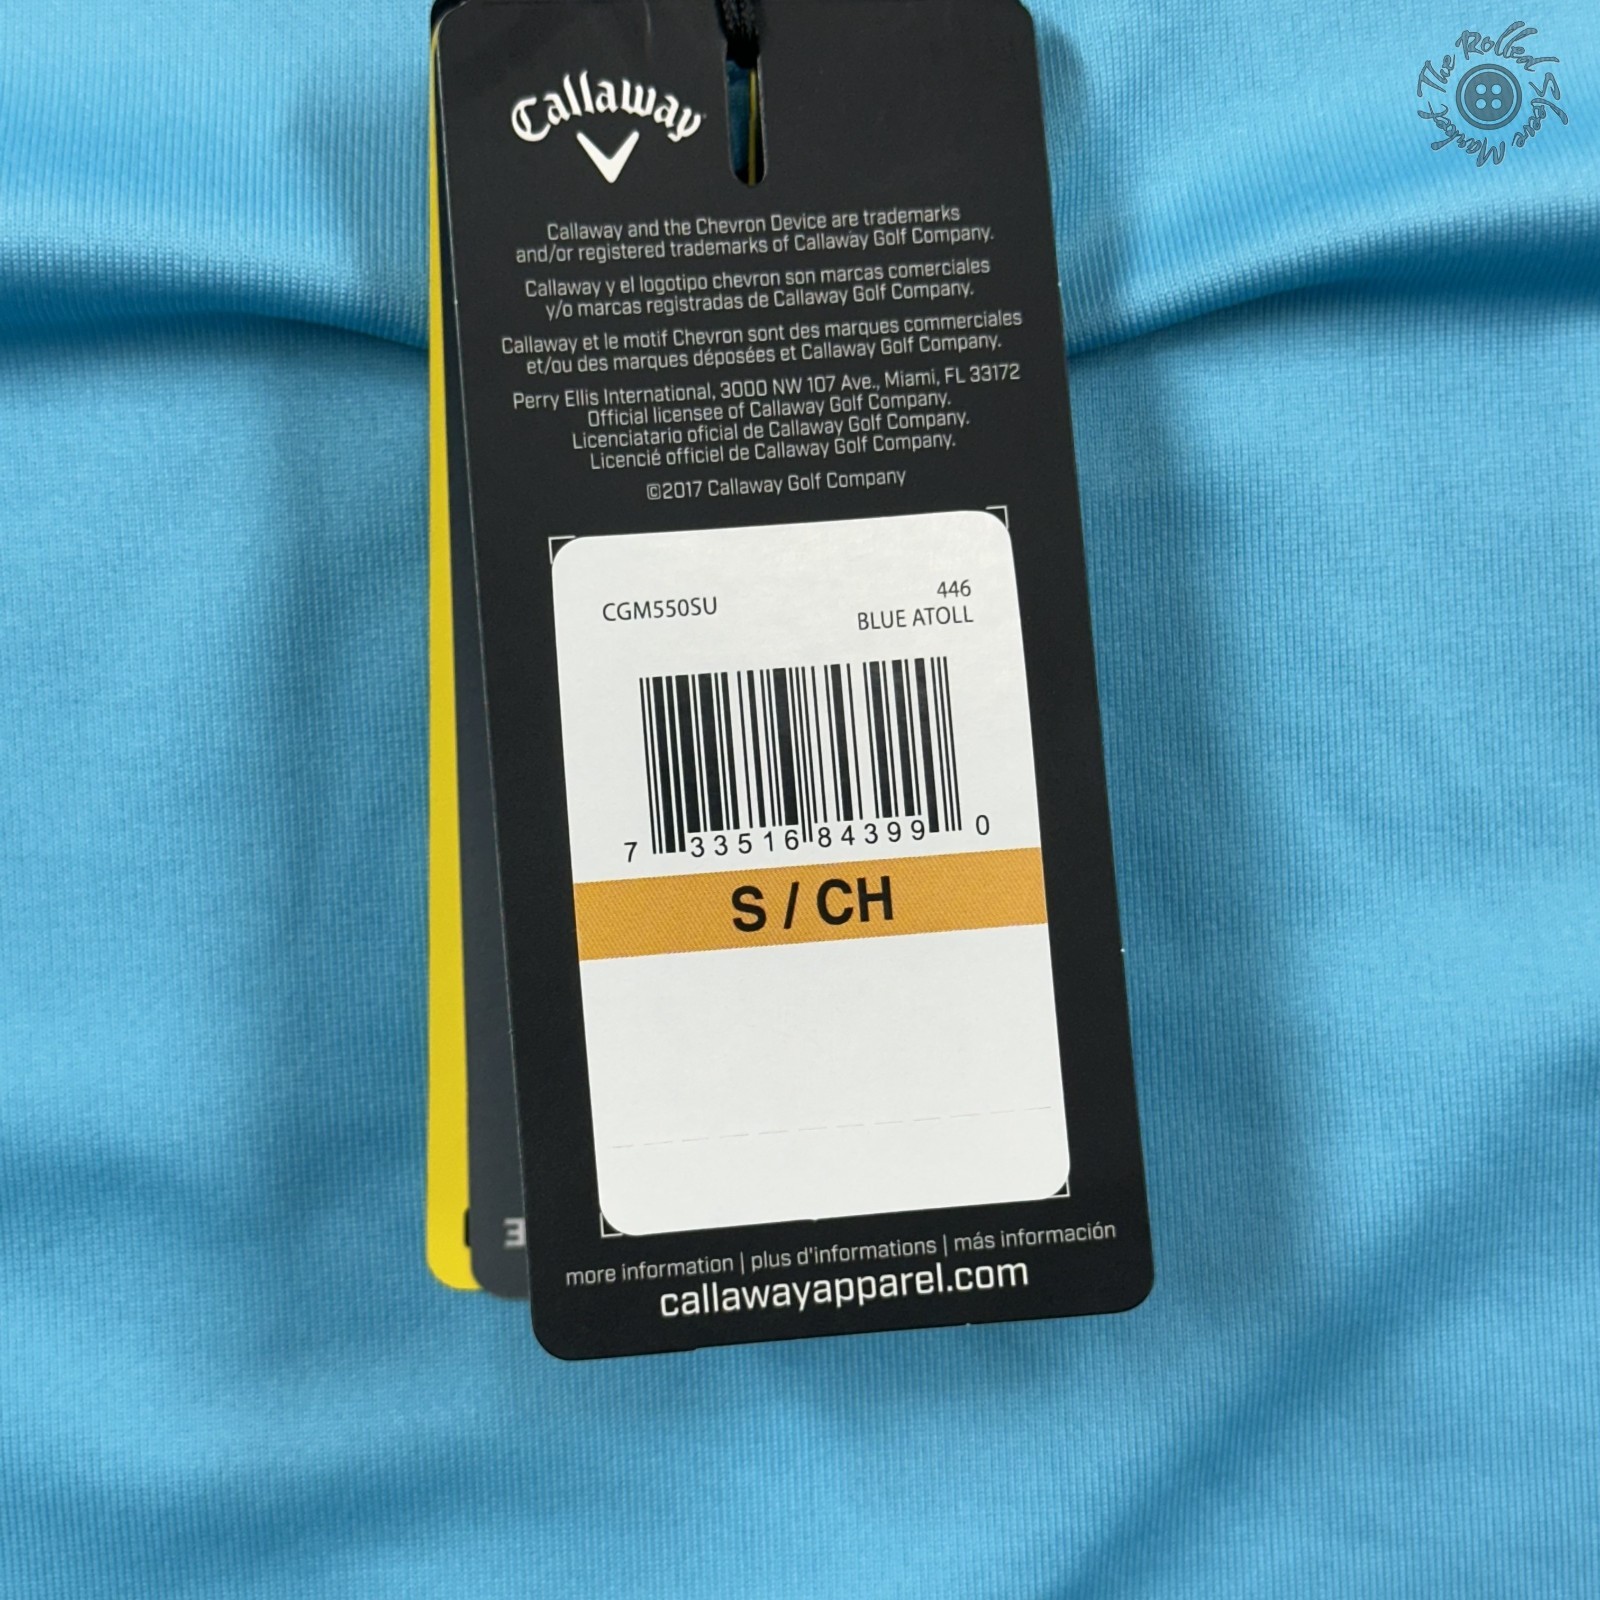 Callaway
Callaway and the Chevron Device are trademarks
and/or registered trademarks of Callaway Golf Company.
Callaway y el logotipo chevron son marcas comerciales
y/o marcas registradas de Callaway Golf Company.
Callaway et le motif Chevron sont des marques commerciales
et/ou des marques déposées et Callaway Golf Company.
Perry Ellis International, 3000 NW 107 Ave., Miami, FL 33172
Official licensee of Callaway Golf Company.
Licenciatario oficial de Callaway Golf Company.
Licencié officiel de Callaway Golf Company.
©2017 Callaway Golf Company
CGM550SU
446
BLUE ATOLL
7 33516 84399 0
S / CH
more information | plus d'informations | más información
callawayapparel.com
3
The Rolled Sleeve Market